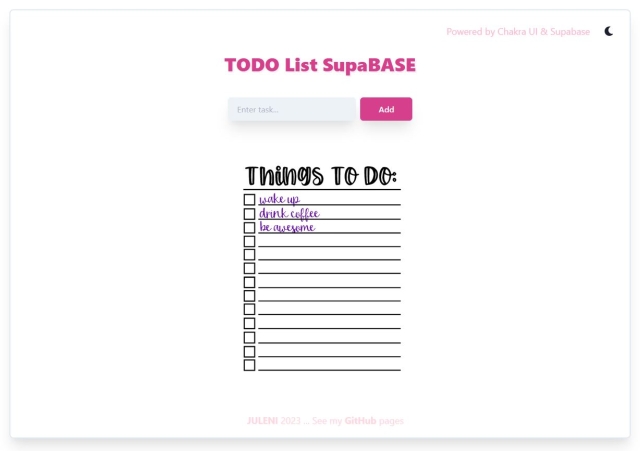 Powered by Chakra UI & Supabase
TODO List SupaBASE
Enter task...
Add
Things To Do:
wake up
drink coffee
be awesome
JULENI 2023 ... See my GitHub pages